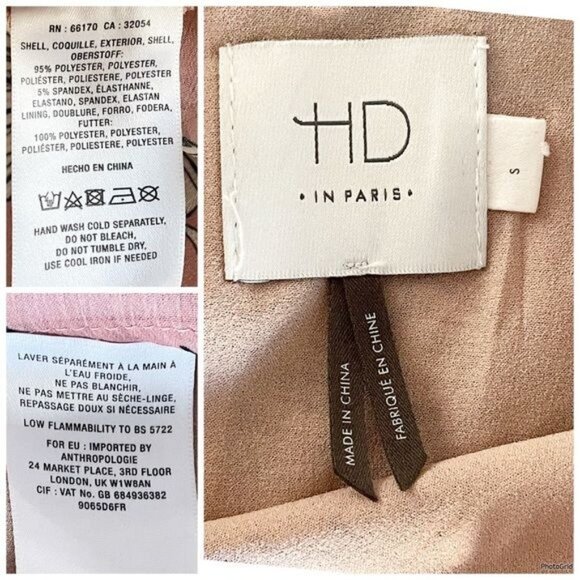 RN : 66170 CA : 32054
SHELL, COQUILLE, EXTERIOR, SHELL,
OBERSTOFF:
95% POLYESTER, POLYESTER,
POLIÉSTER, POLIESTERE, POLYESTER
5% SPANDEX, ÉLASTHANNE,
ELASTANO, SPANDEX, ELASTAN
LINING, DOUBLURE, FORRO, FODERA,
FUTTER:
100% POLYESTER, POLYESTER,
POLIÉSTER, POLIESTERE, POLYESTER
HECHO EN CHINA
HAND WASH COLD SEPARATELY,
DO NOT BLEACH,
DO NOT TUMBLE DRY,
USE COOL IRON IF NEEDED
LAVER SÉPARÉMENT À LA MAIN À
L'EAU FROIDE,
NE PAS BLANCHIR,
NE PAS METTRE AU SÈCHE-LINGE,
REPASSAGE DOUX SI NÉCESSAIRE
LOW FLAMMABILITY TO BS 5722
FOR EU : IMPORTED BY
ANTHROPOLOGIE
24 MARKET PLACE, 3RD FLOOR
LONDON, UK W1W8AN
CIF : VAT No. GB 684936382
9065D6FR
HD
• IN PARIS •
S
MADE IN CHINA
FABRIQUÉ EN CHINE
PhotoGrid